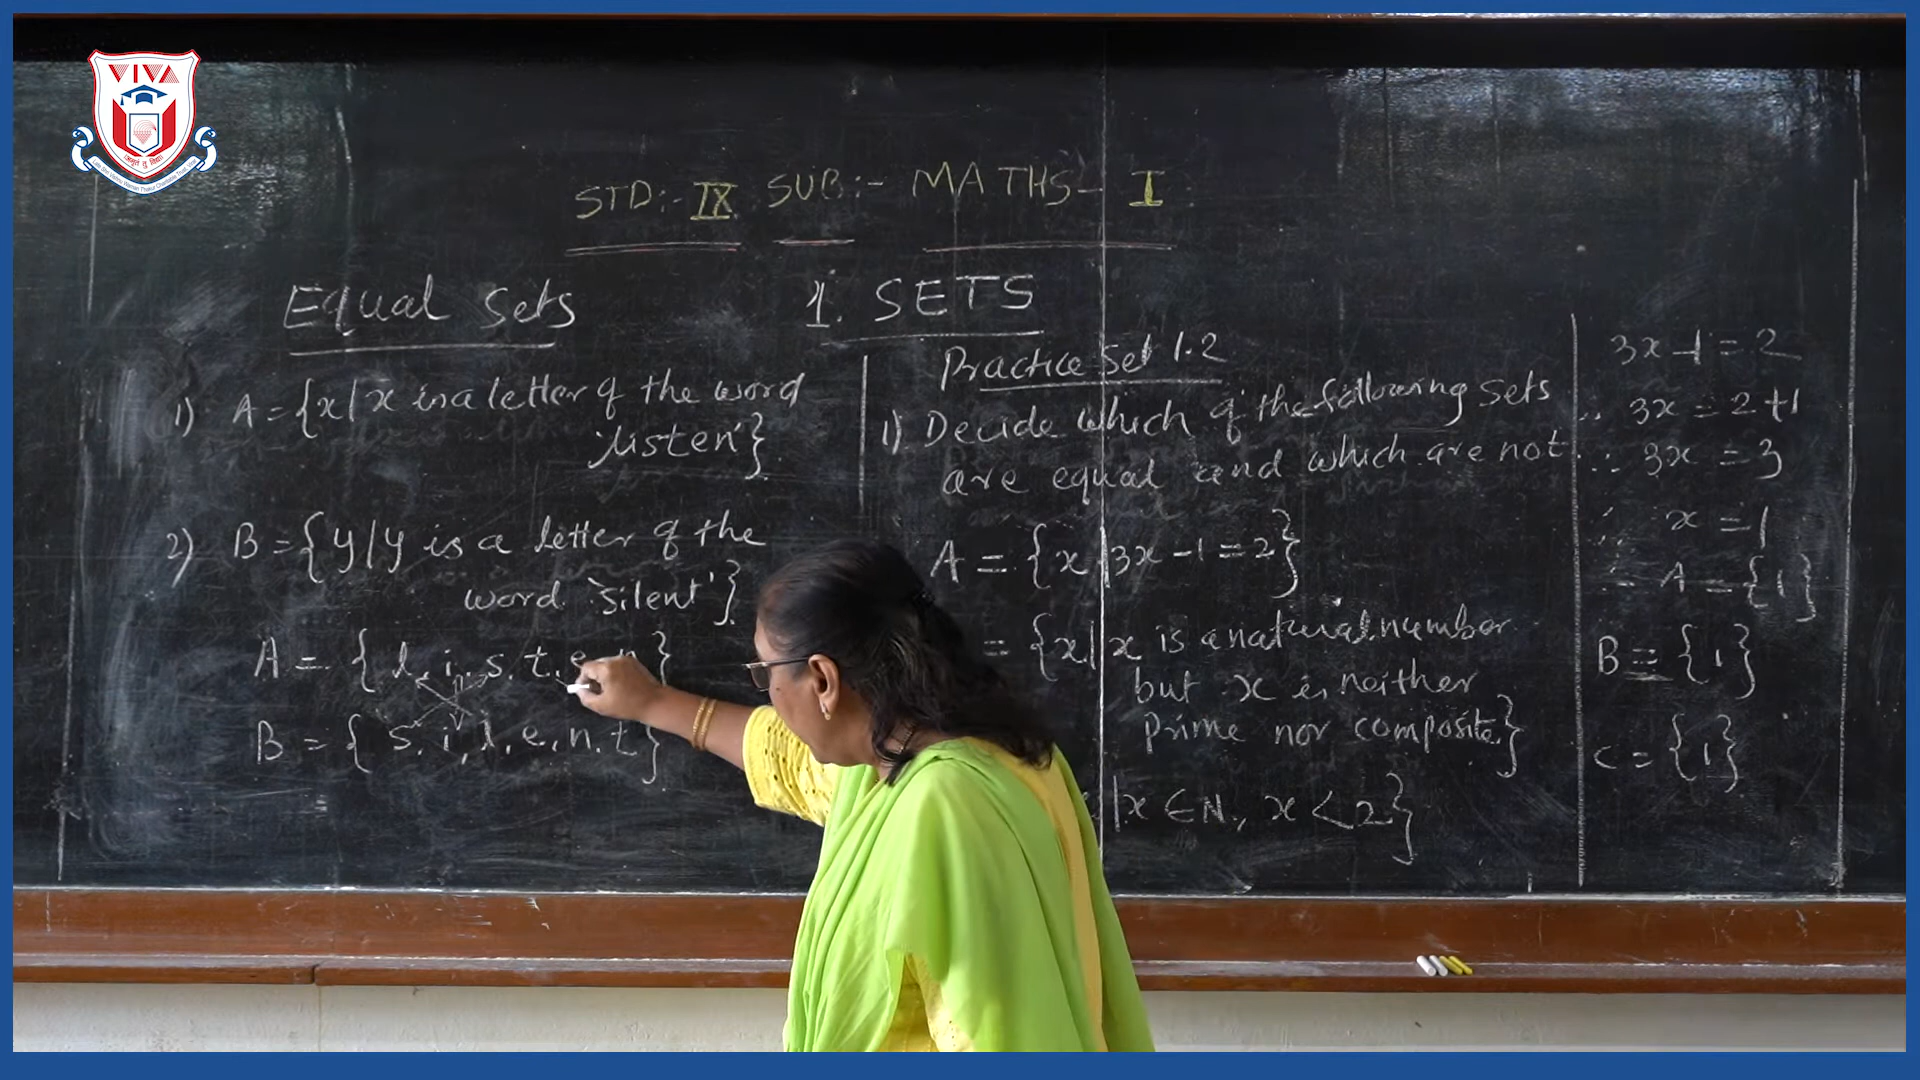 VIVA
STD:- IX SUB:- MATHS- I
Equal Sets
1. SETS
1) A = {x/x is a letter of the word
'listen'}
2) B = {y/y is a letter of the
word 'silent'}
A = { l, i, s, t, e, n }
B = { s, i, l, e, n, t }
Practice Set 1.2
1) Decide which of the following sets
are equal and which are not
A = {x | 3x - 1 = 2}
= {x | x is a natural number
but x is neither
prime nor composite}
| x ∈ N, x < 2}
3x - 1 = 2
∴ 3x = 2 + 1
∴ 3x = 3
∴ x = 1
A = {1}
B = {1}
C = {1}